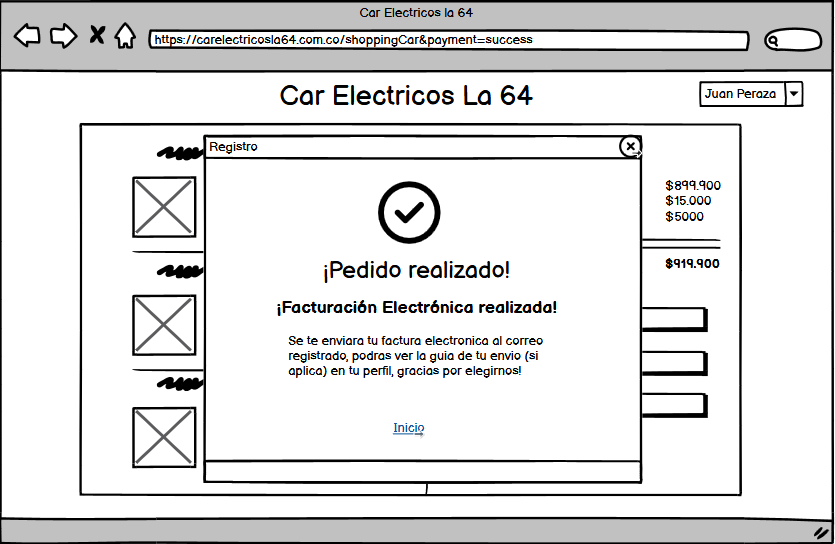 Car Electricos la 64
https://carelectricosla64.com.co/shoppingCar&payment=success
Car Electricos La 64
Juan Peraza
Registro
$899.900
$15.000
$5000
$919.900
¡Pedido realizado!
¡Facturación Electrónica realizada!
Se te enviara tu factura electronica al correo
registrado, podras ver la guia de tu envio (si
aplica) en tu perfil, gracias por elegirnos!
Inicio